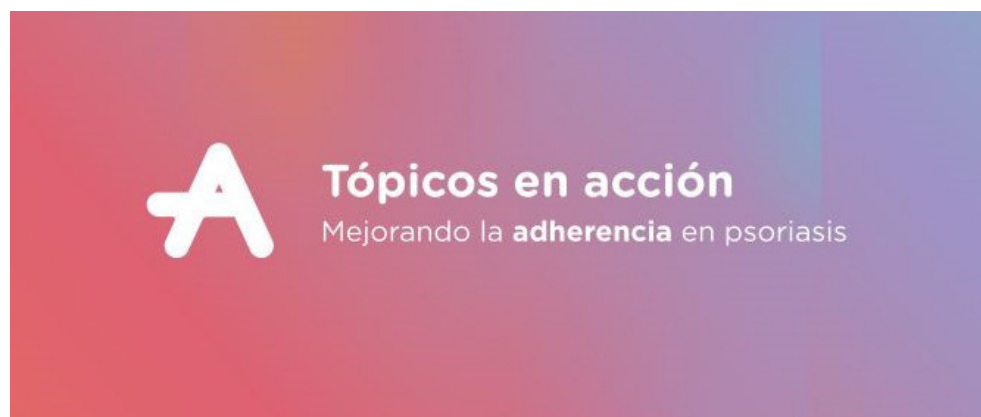 Tópicos en acción
Mejorando la adherencia en psoriasis